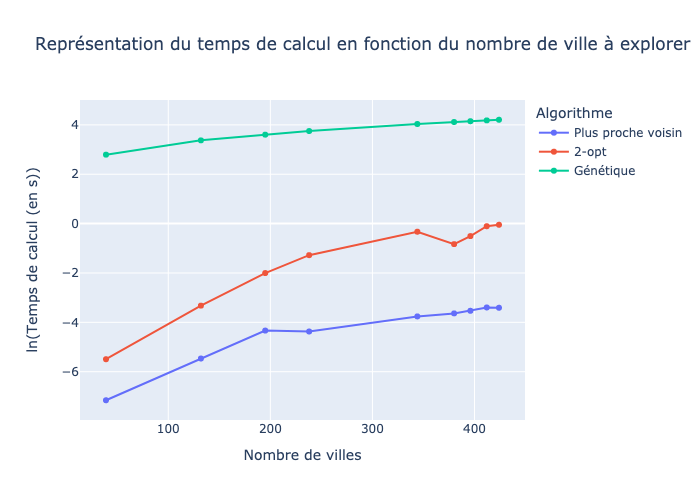 Représentation du temps de calcul en fonction du nombre de ville à explorer
Algorithme
Plus proche voisin
2-opt
Génétique
ln(Temps de calcul (en s))
4
2
0
−2
−4
−6
100
200
300
400
Nombre de villes